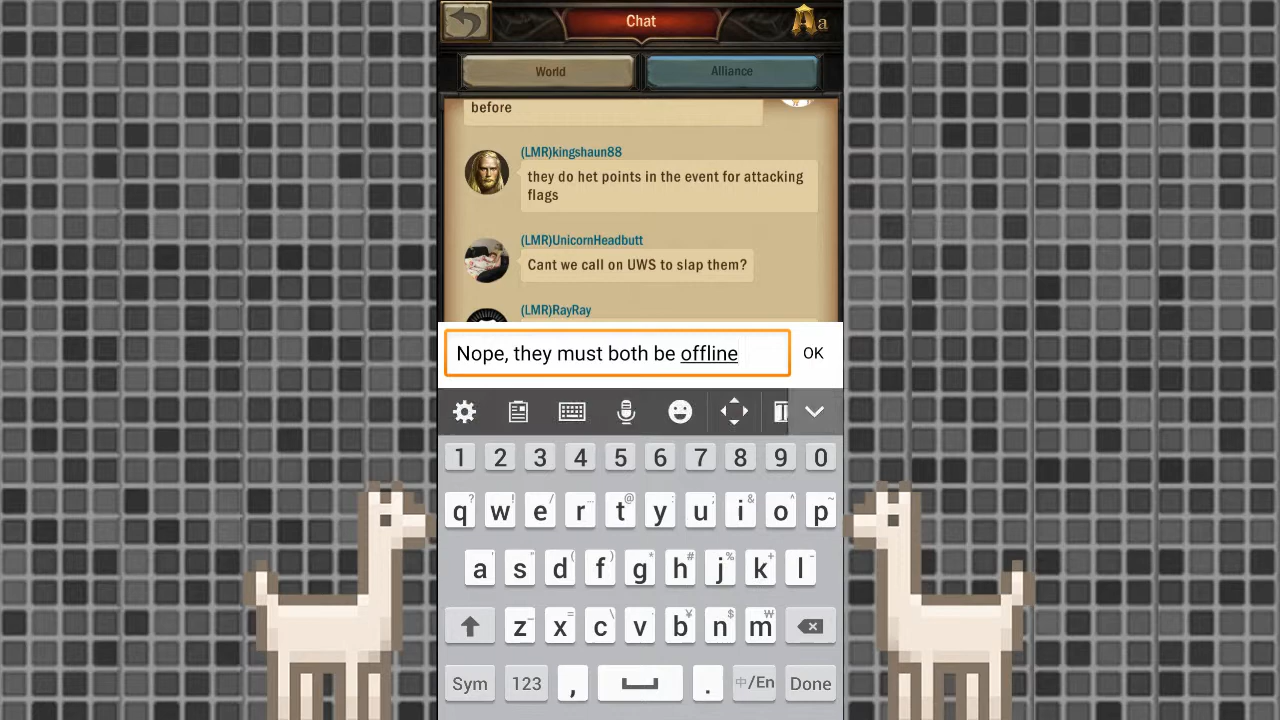 Chat
Aa
World
Alliance
before
(LMR)kingshaun88
they do het points in the event for attacking
flags
(LMR)UnicornHeadbutt
Cant we call on UWS to slap them?
(LMR)RayRay
Nope, they must both be offline
OK
1 2 3 4 5 6 7 8 9 0
q w e r t y u i o p
a s d f g h j k l
z x c v b n m
Sym 123 , . 中/En Done